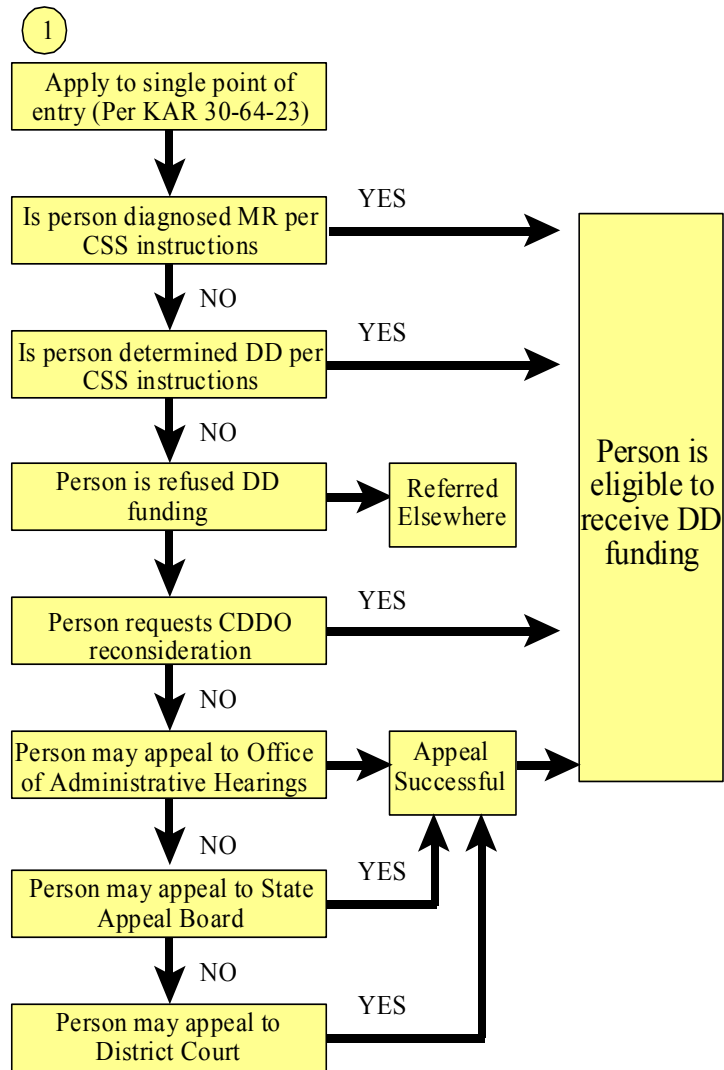 1
Apply to single point of
entry (Per KAR 30-64-23)
YES
Is person diagnosed MR per
CSS instructions
NO
YES
Is person determined DD per
CSS instructions
NO
Person is refused DD
funding
Referred
Elsewhere
Person is
eligible to
receive DD
funding
YES
Person requests CDDO
reconsideration
NO
Person may appeal to Office
of Administrative Hearings
Appeal
Successful
NO
YES
Person may appeal to State
Appeal Board
NO
YES
Person may appeal to
District Court